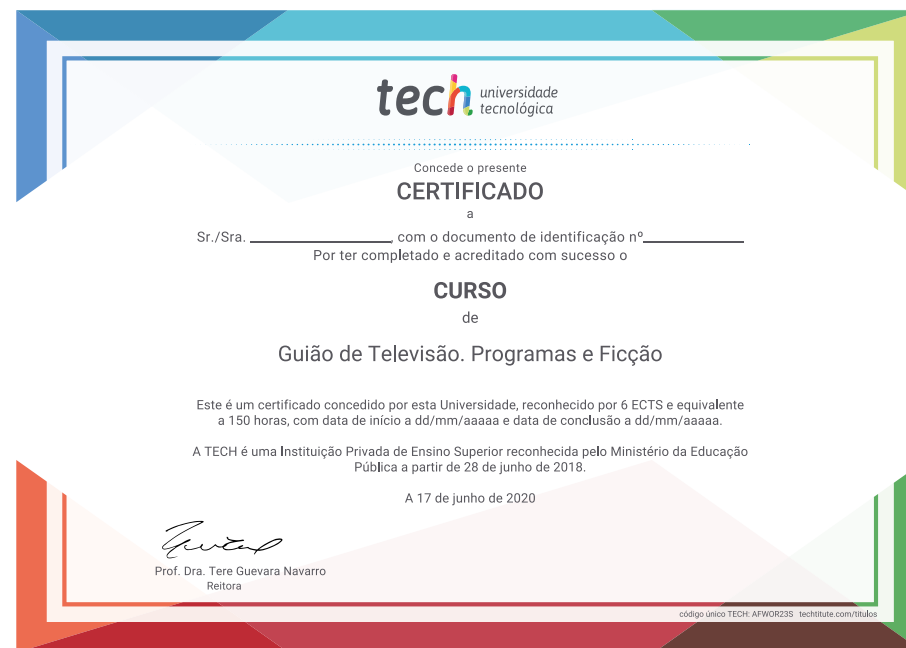 tech universidade
tecnológica
Concede o presente
CERTIFICADO
a
Sr./Sra. ____________, com o documento de identificação nº__________
Por ter completado e acreditado com sucesso o
CURSO
de
Guião de Televisão. Programas e Ficção
Este é um certificado concedido por esta Universidade, reconhecido por 6 ECTS e equivalente
a 150 horas, com data de início a dd/mm/aaaaa e data de conclusão a dd/mm/aaaaa.
A TECH é uma Instituição Privada de Ensino Superior reconhecida pelo Ministério da Educação
Pública a partir de 28 de junho de 2018.
A 17 de junho de 2020
Prof. Dra. Tere Guevara Navarro
Reitora
código único TECH: AFWOR23S techtitute.com/titulos